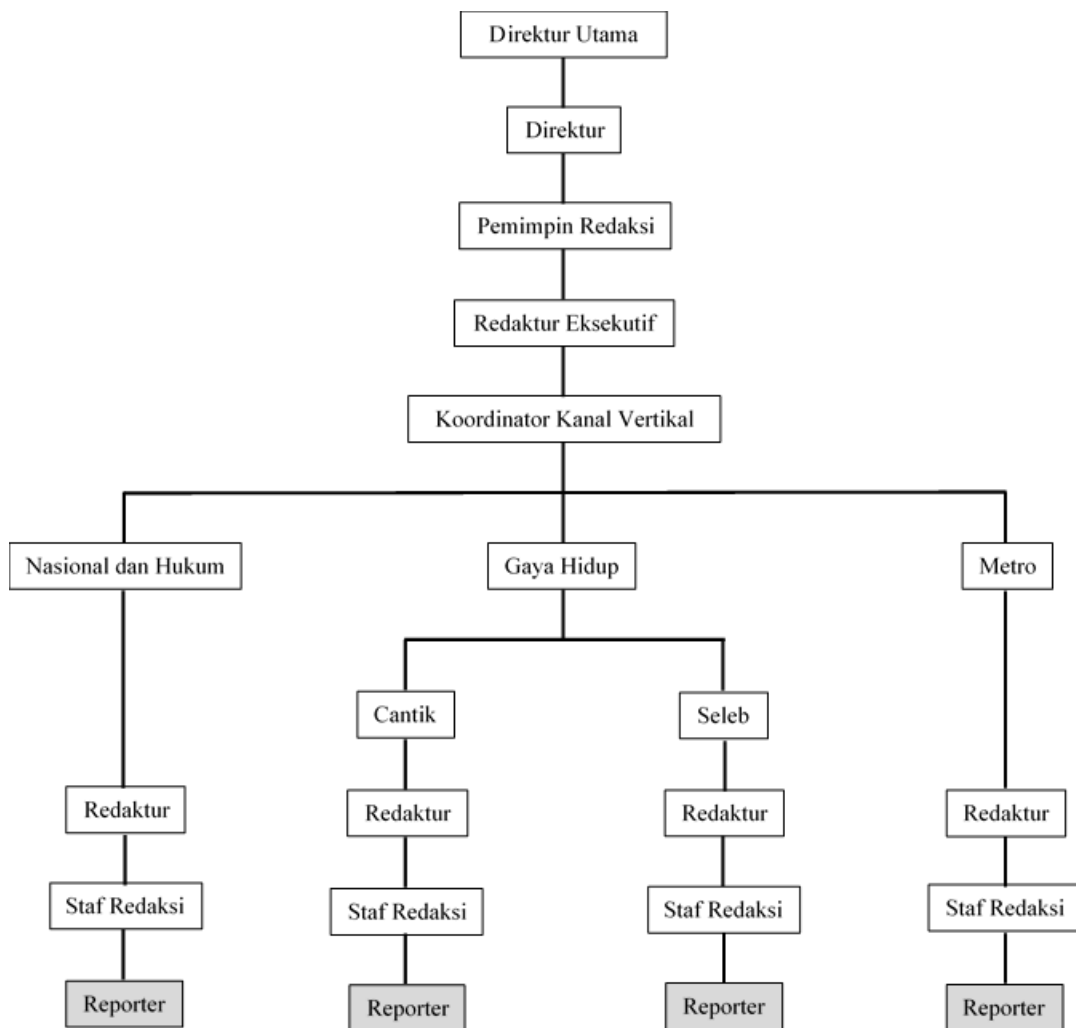 Direktur Utama
Direktur
Pemimpin Redaksi
Redaktur Eksekutif
Koordinator Kanal Vertikal
Nasional dan Hukum
Gaya Hidup
Metro
Cantik
Seleb
Redaktur
Redaktur
Redaktur
Redaktur
Staf Redaksi
Staf Redaksi
Staf Redaksi
Staf Redaksi
Reporter
Reporter
Reporter
Reporter